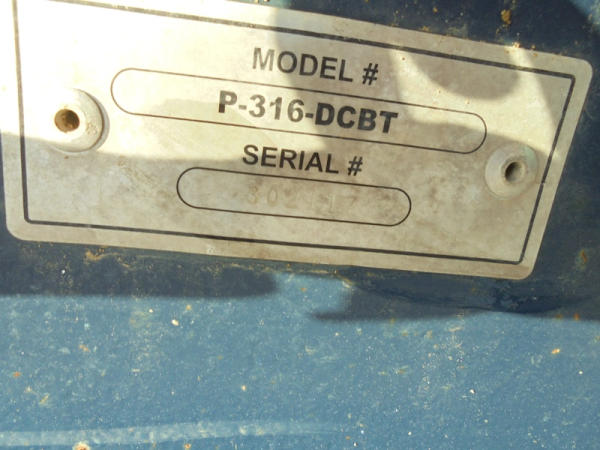 MODEL #
P-316-DCBT
SERIAL #